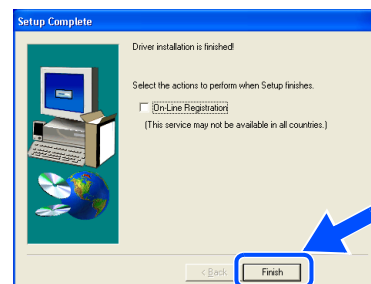 Setup Complete
Driver installation is finished!
Select the actions to perform when Setup finishes.
On-Line Registration
(This service may not be available in all countries.)
< Back
Finish